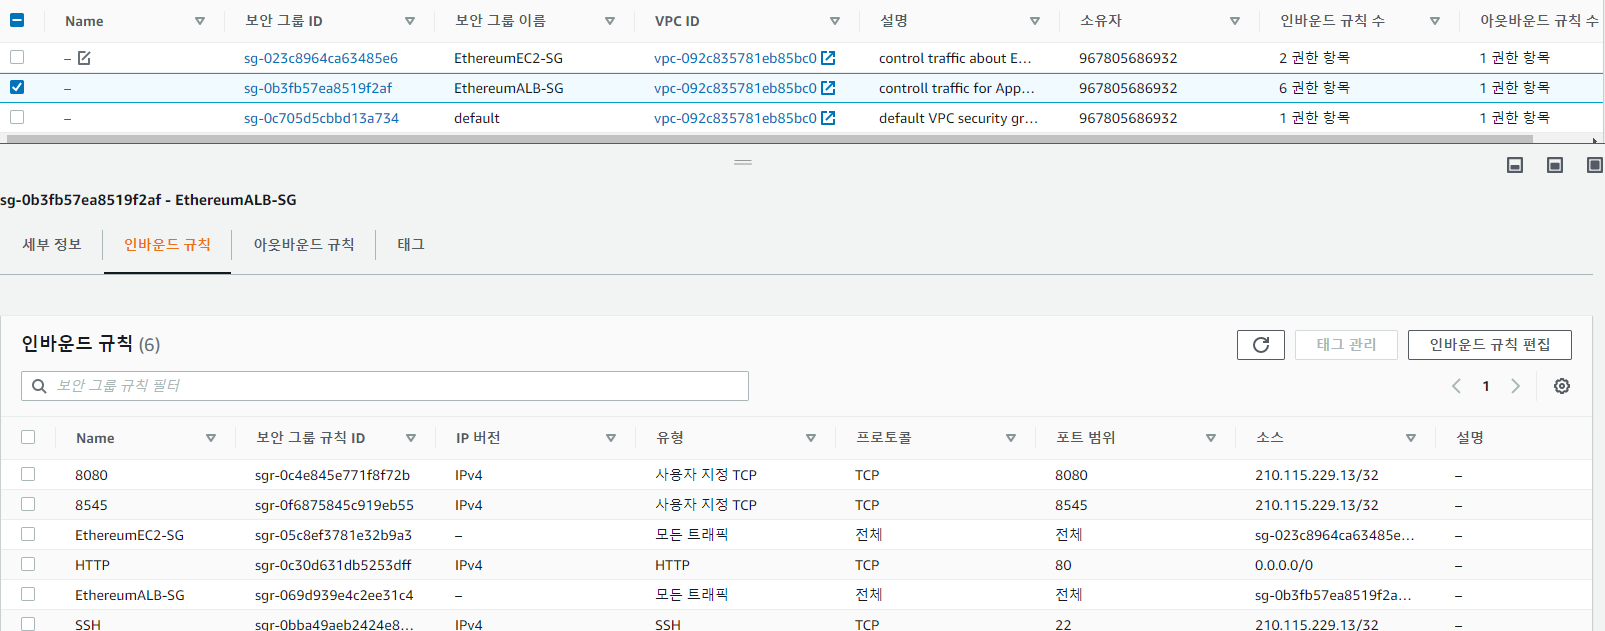 Name 보안 그룹 ID 보안 그룹 이름 VPC ID 설명 소유자 인바운드 규칙 수 아웃바운드 규칙 수
– sg-023c8964ca63485e6 EthereumEC2-SG vpc-092c835781eb85bc0 control traffic about E... 967805686932 2 권한 항목 1 권한 항목
– sg-0b3fb57ea8519f2af EthereumALB-SG vpc-092c835781eb85bc0 controll traffic for App... 967805686932 6 권한 항목 1 권한 항목
– sg-0c705d5cbbd13a734 default vpc-092c835781eb85bc0 default VPC security gr... 967805686932 1 권한 항목 1 권한 항목
sg-0b3fb57ea8519f2af - EthereumALB-SG
세부 정보 인바운드 규칙 아웃바운드 규칙 태그
인바운드 규칙 (6) 태그 관리 인바운드 규칙 편집
보안 그룹 규칙 필터 1
Name 보안 그룹 규칙 ID IP 버전 유형 프로토콜 포트 범위 소스 설명
8080 sgr-0c4e845e771f8f72b IPv4 사용자 지정 TCP TCP 8080 210.115.229.13/32 –
8545 sgr-0f6875845c919eb55 IPv4 사용자 지정 TCP TCP 8545 210.115.229.13/32 –
EthereumEC2-SG sgr-05c8ef3781e32b9a3 – 모든 트래픽 전체 전체 sg-023c8964ca63485e... –
HTTP sgr-0c30d631db5253dff IPv4 HTTP TCP 80 0.0.0.0/0 –
EthereumALB-SG sgr-069d939e4c2ee31c4 – 모든 트래픽 전체 전체 sg-0b3fb57ea8519f2a... –
SSH sgr-0bba49aeb2424e8... IPv4 SSH TCP 22 210.115.229.13/32 –